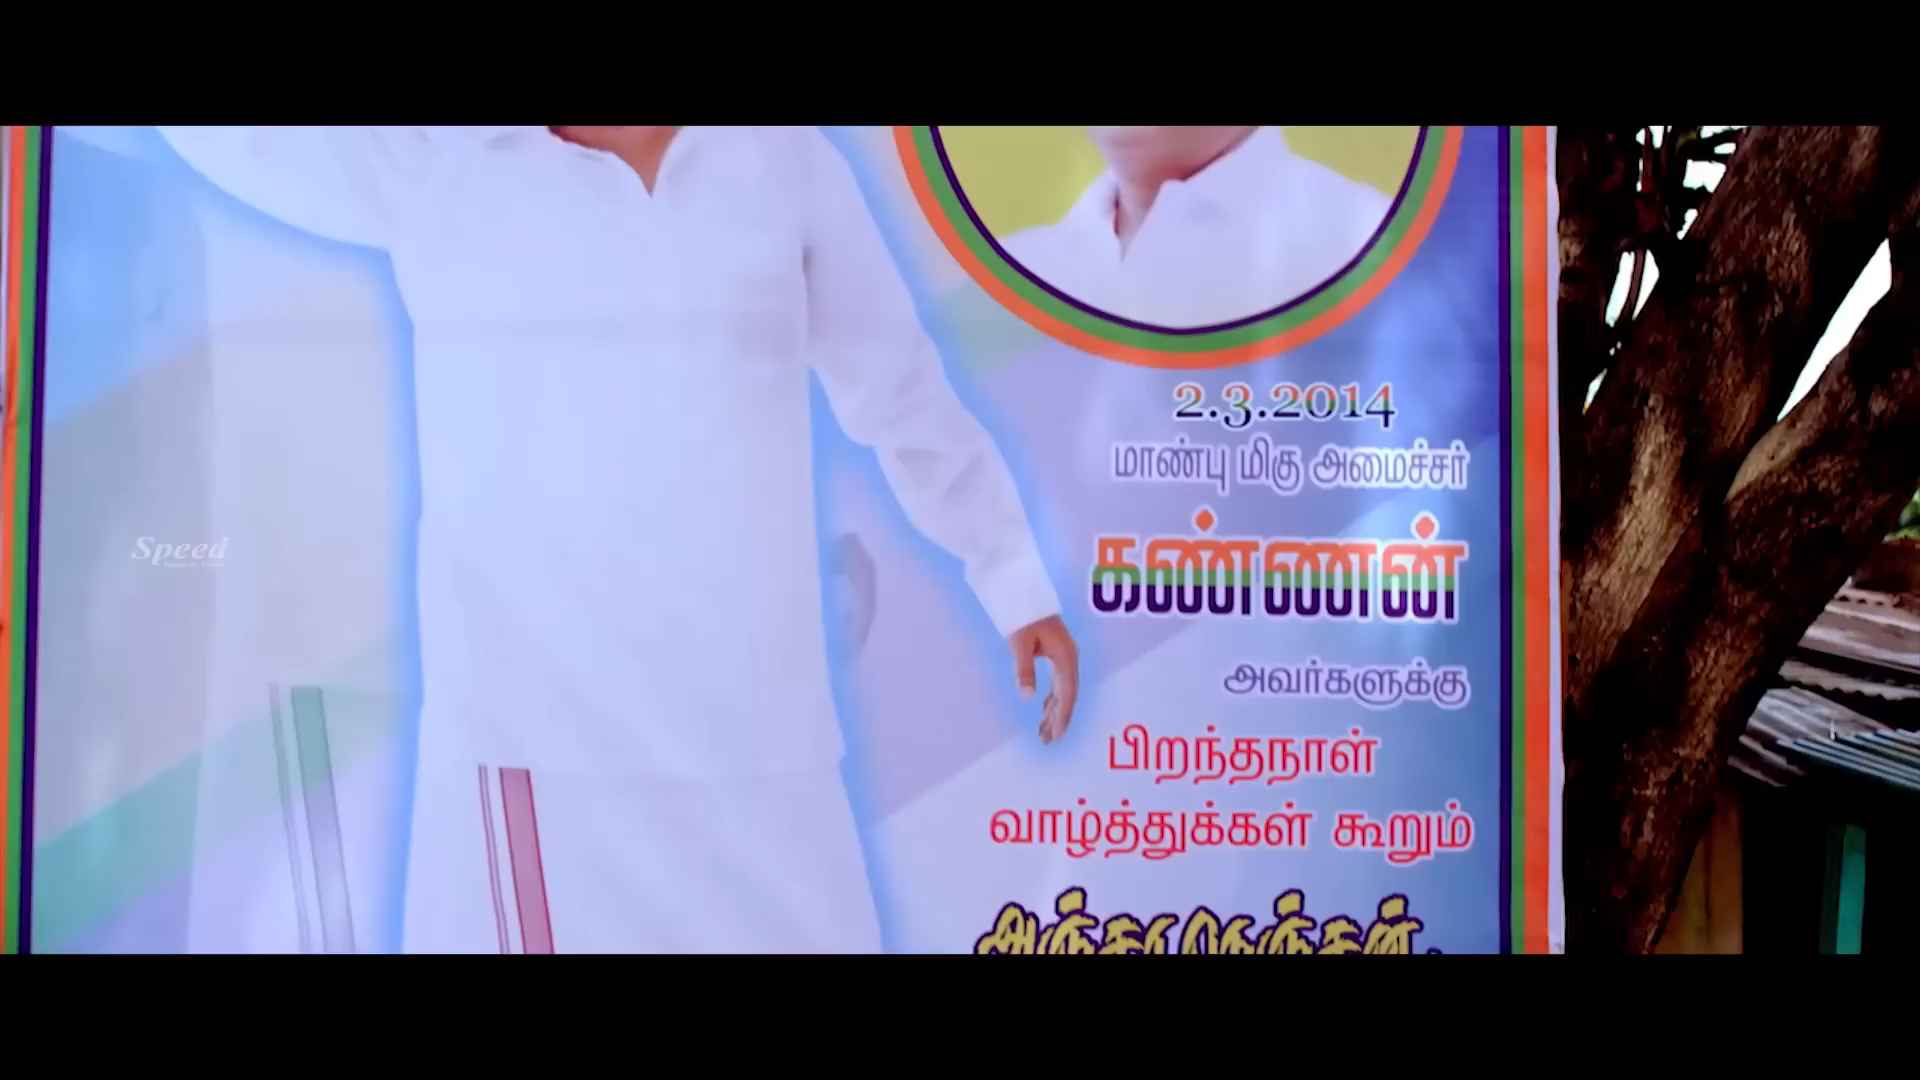 2.3.2014
மாண்பு மிகு அமைச்சர்
கண்ணன்
அவர்களுக்கு
பிறந்தநாள்
வாழ்த்துக்கள் கூறும்
Speed